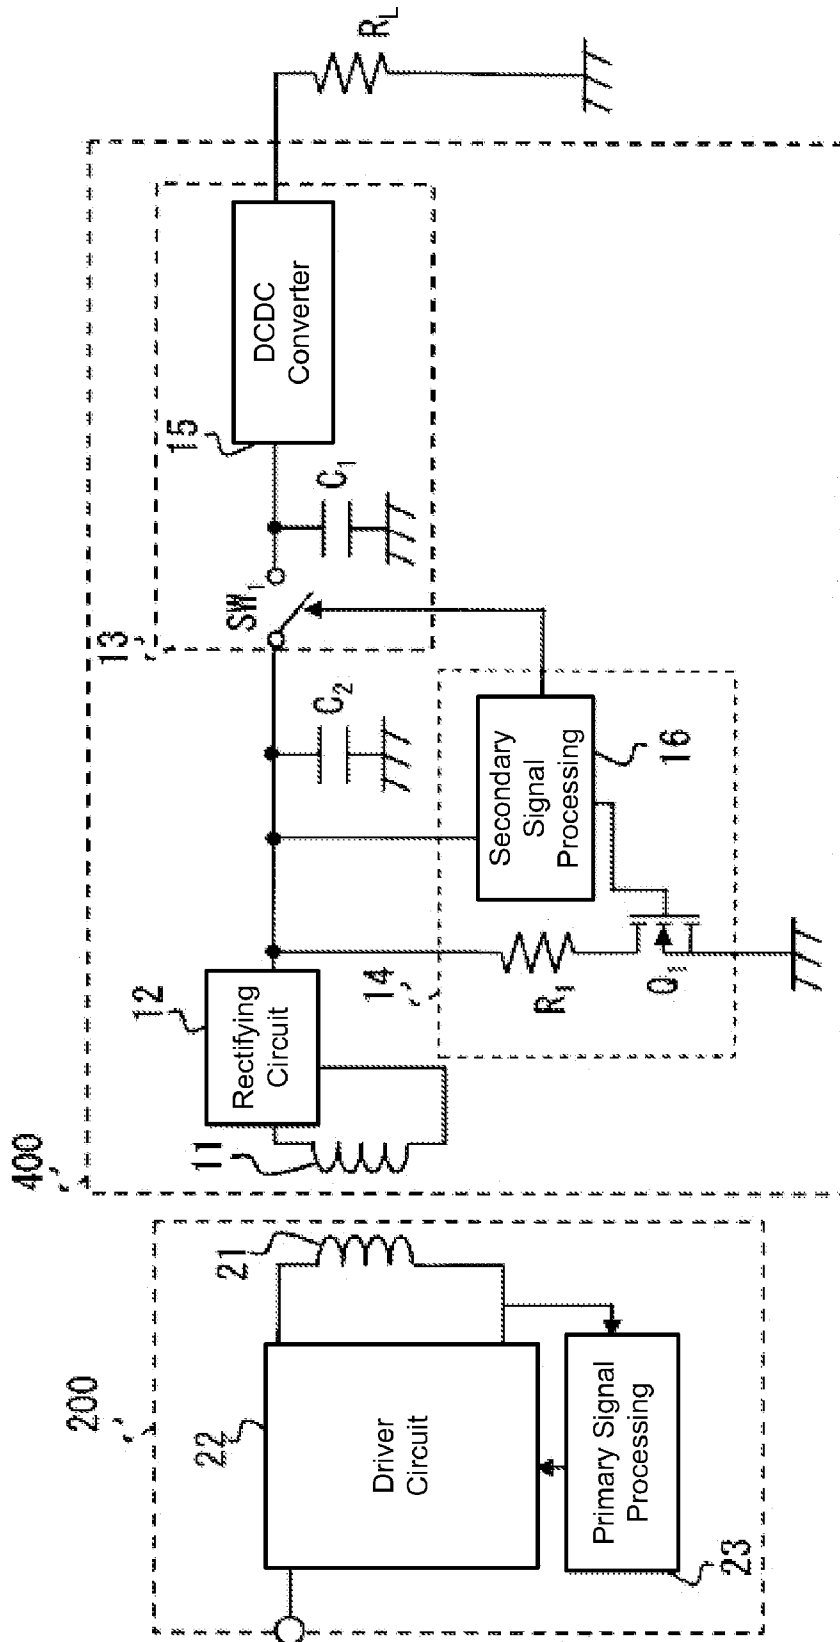 200
22
Driver
Circuit
21
Primary Signal
Processing
23
400
11
12
Rectifying
Circuit
C2
13
SW1
C1
15
DCDC
Converter
RL
14
R1
Q1
Secondary
Signal
Processing
16